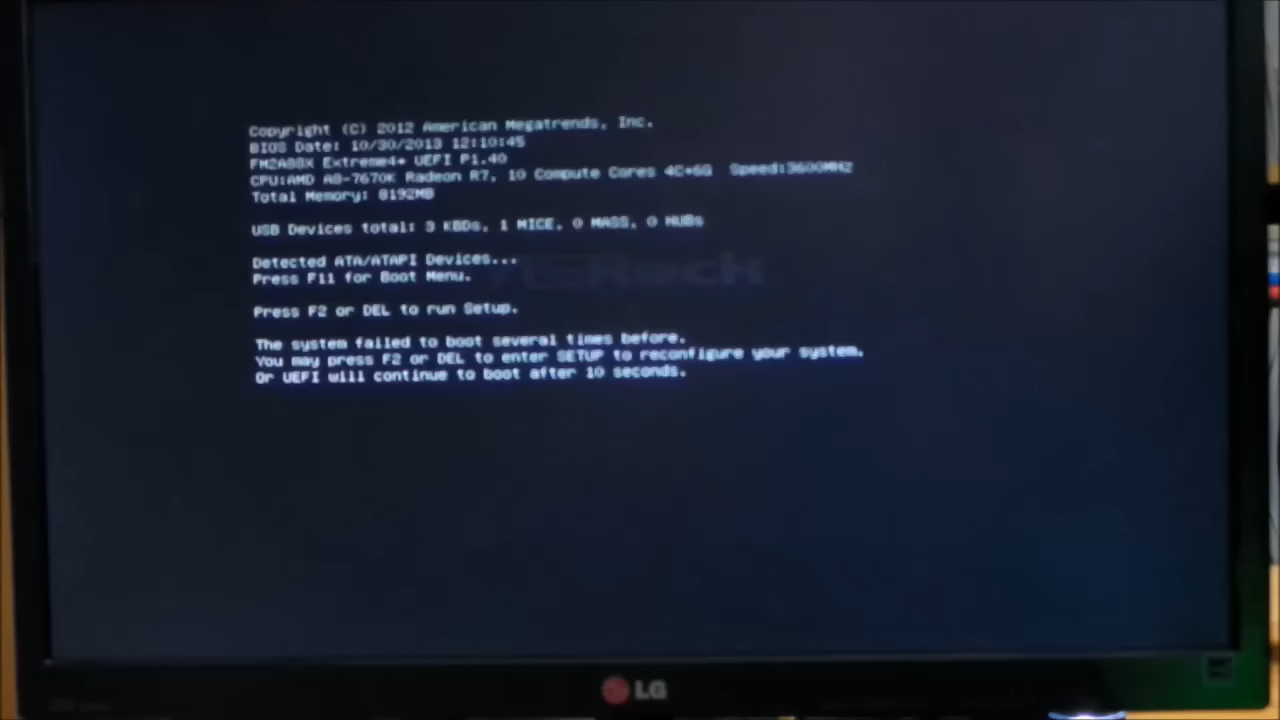 Copyright (C) 2012 American Megatrends, Inc.
BIOS Date: 10/30/2013 12:10:45
FM2A88X Extreme4+ UEFI P1.40
CPU:AMD A8-7670K Radeon R7, 10 Compute Cores 4C+6G Speed:3600MHZ
Total Memory: 8192MB
USB Devices total: 3 KBDs, 1 MICE, 0 MASS, 0 HUBs
Detected ATA/ATAPI Devices...
ASRock
Press F11 for Boot Menu.
Press F2 or DEL to run Setup.
The system failed to boot several times before.
You may press F2 or DEL to enter SETUP to reconfigure your system.
Or UEFI will continue to boot after 10 seconds.
LG